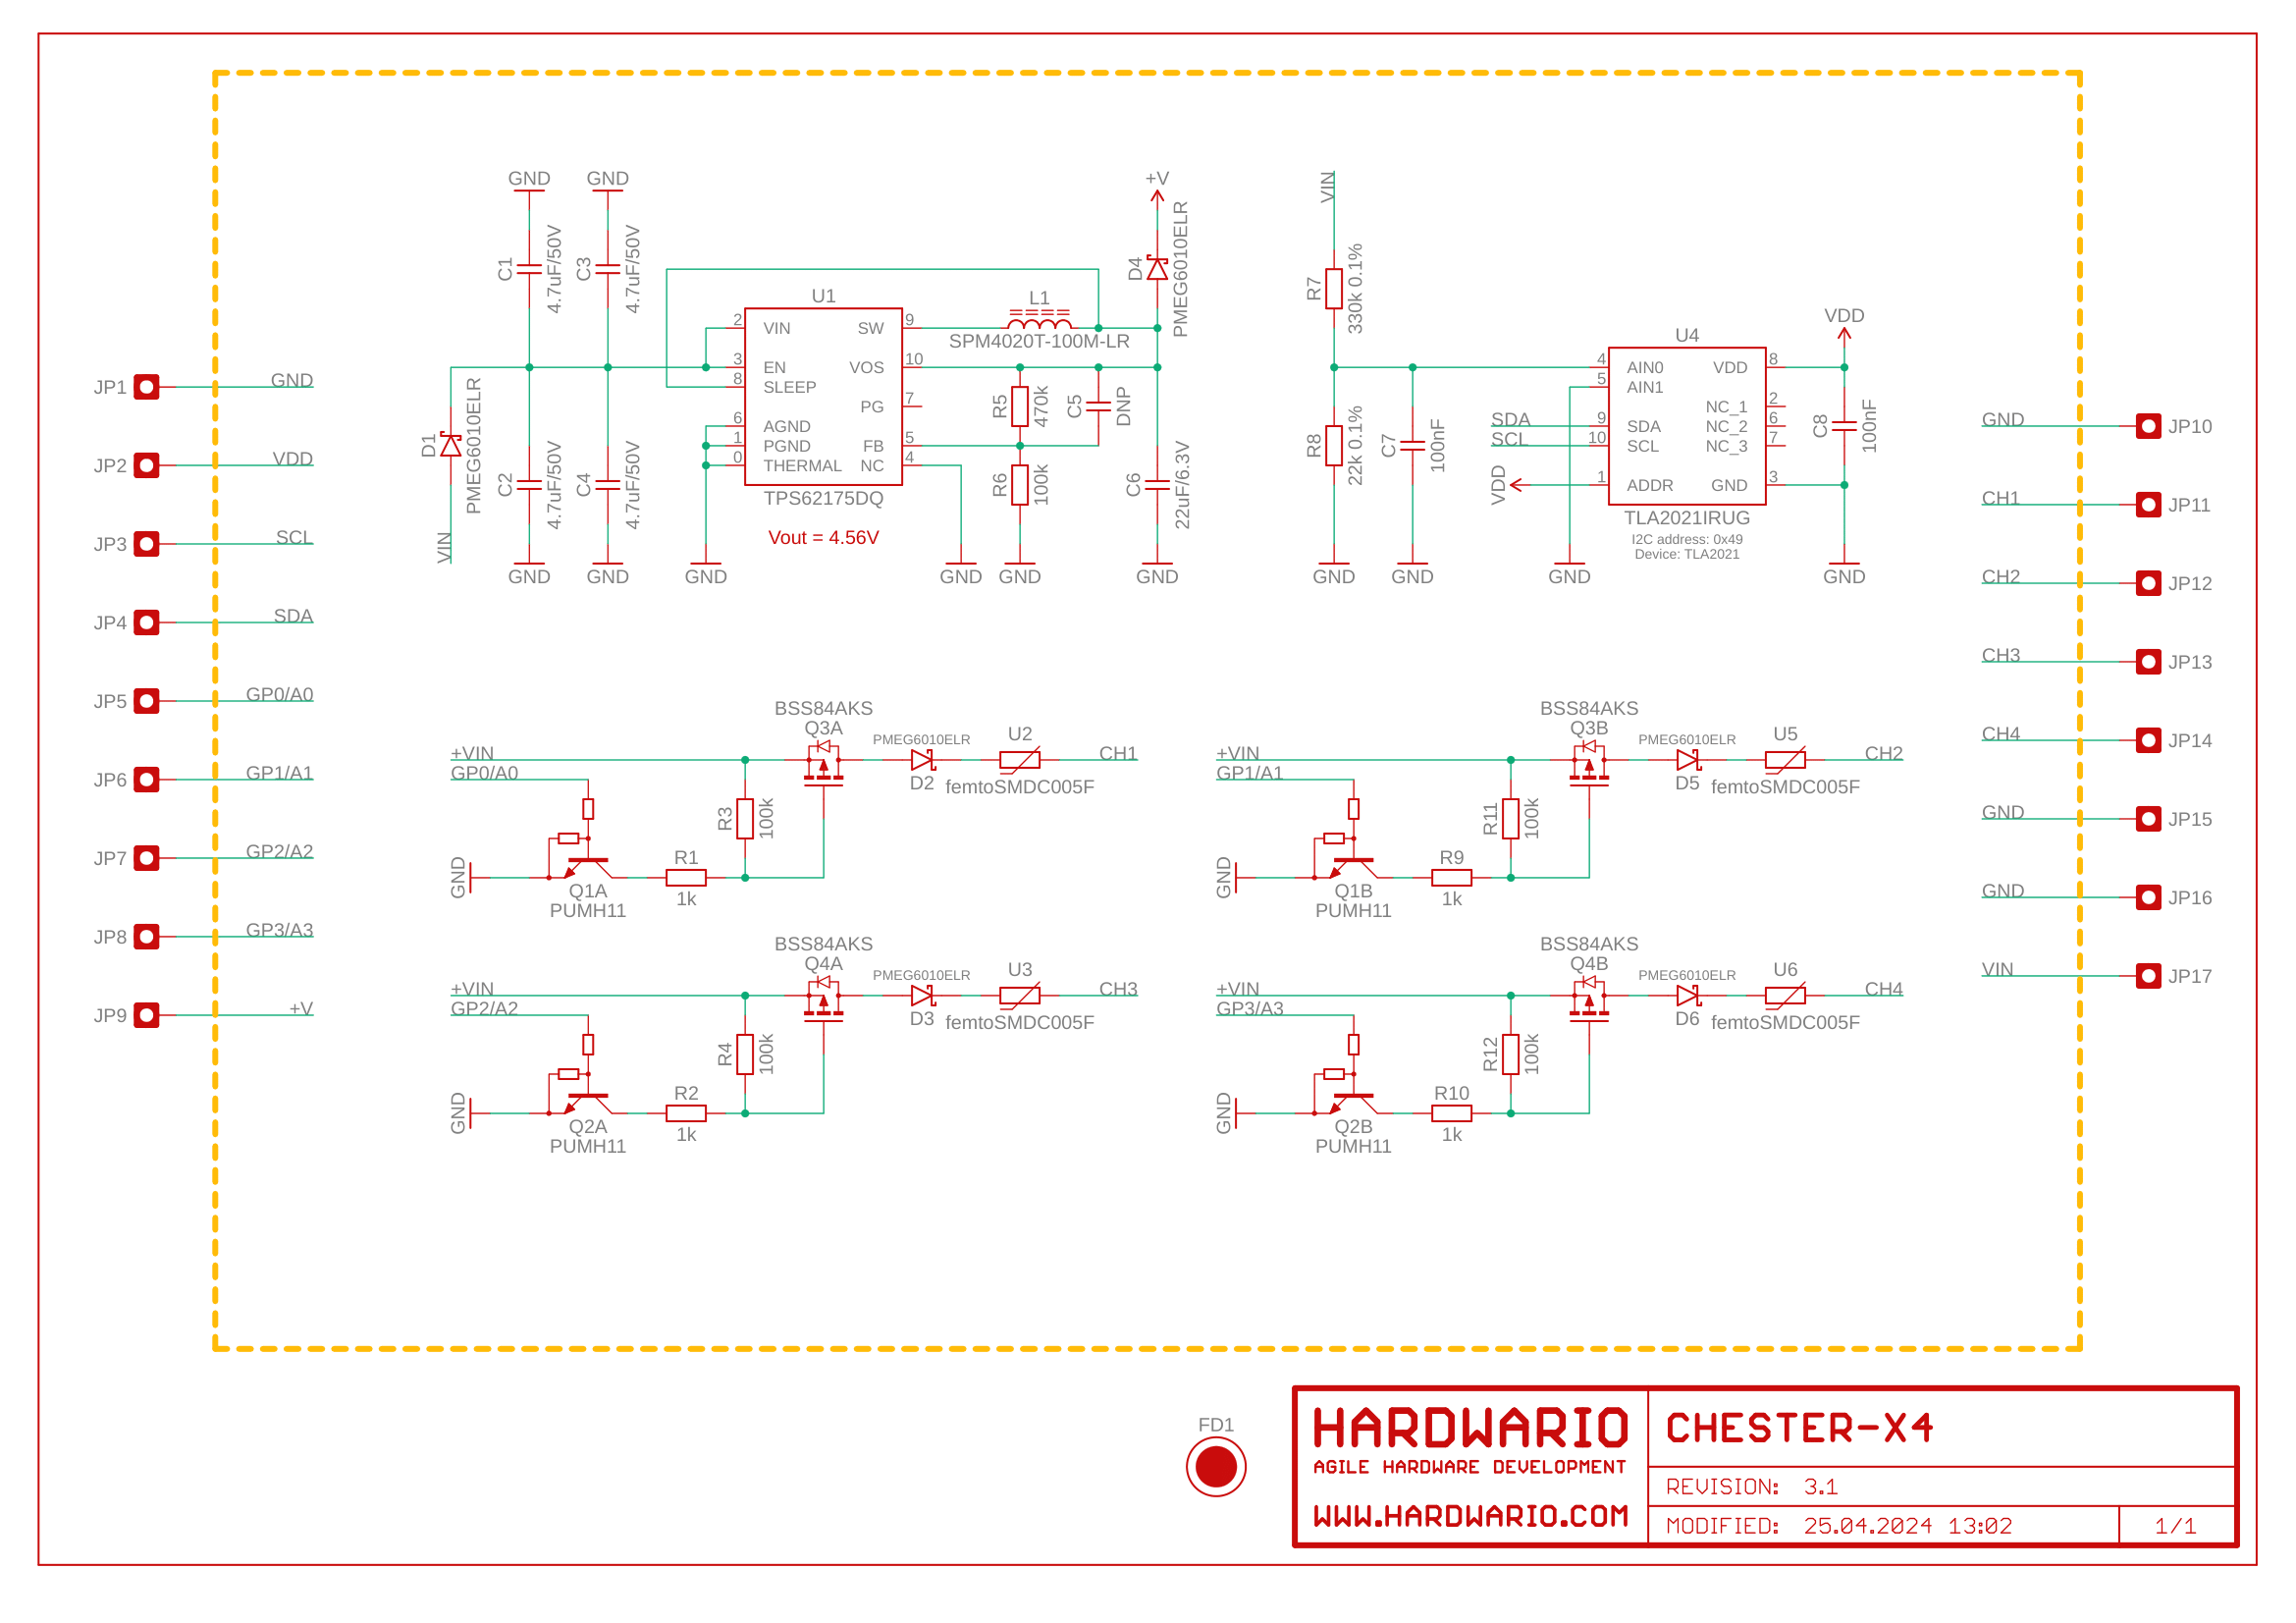 JP1 GND
JP2 VDD
JP3 SCL
JP4 SDA
JP5 GP0/A0
JP6 GP1/A1
JP7 GP2/A2
JP8 GP3/A3
JP9 +V
GND GND
C1 4.7uF/50V C3 4.7uF/50V
D1 PMEG6010ELR
VIN
C2 4.7uF/50V C4 4.7uF/50V
GND GND
U1
2 VIN SW 9
3 EN VOS 10
8 SLEEP
PG 7
6 AGND
1 PGND FB 5
0 THERMAL NC 4
TPS62175DQ
Vout = 4.56V
GND GND GND GND
L1
SPM4020T-100M-LR
+V
D4 PMEG6010ELR
R5 470k C5 DNP
R6 100k C6 22uF/6.3V
VIN
R7 330k 0.1%
R8 22k 0.1% C7 100nF
GND GND GND GND
U4
4 AIN0 VDD 8
5 AIN1
NC_1 2
SDA 9 SDA NC_2 6
SCL 10 SCL NC_3 7
VDD 1 ADDR GND 3
TLA2021IRUG
I2C address: 0x49
Device: TLA2021
VDD
C8 100nF
GND JP10
CH1 JP11
CH2 JP12
CH3 JP13
CH4 JP14
GND JP15
GND JP16
VIN JP17
BSS84AKS
Q3A PMEG6010ELR U2
+VIN CH1
GP0/A0 D2 femtoSMDC005F
R3 100k
GND R1
Q1A 1k
PUMH11
BSS84AKS
Q3B PMEG6010ELR U5
+VIN CH2
GP1/A1 D5 femtoSMDC005F
R11 100k
GND R9
Q1B 1k
PUMH11
BSS84AKS
Q4A PMEG6010ELR U3
+VIN CH3
GP2/A2 D3 femtoSMDC005F
R4 100k
GND R2
Q2A 1k
PUMH11
BSS84AKS
Q4B PMEG6010ELR U6
+VIN CH4
GP3/A3 D6 femtoSMDC005F
R12 100k
GND R10
Q2B 1k
PUMH11
FD1
HARDWARIO
AGILE HARDWARE DEVELOPMENT
WWW.HARDWARIO.COM
CHESTER-X4
REVISION: 3.1
MODIFIED: 25.04.2024 13:02 1/1